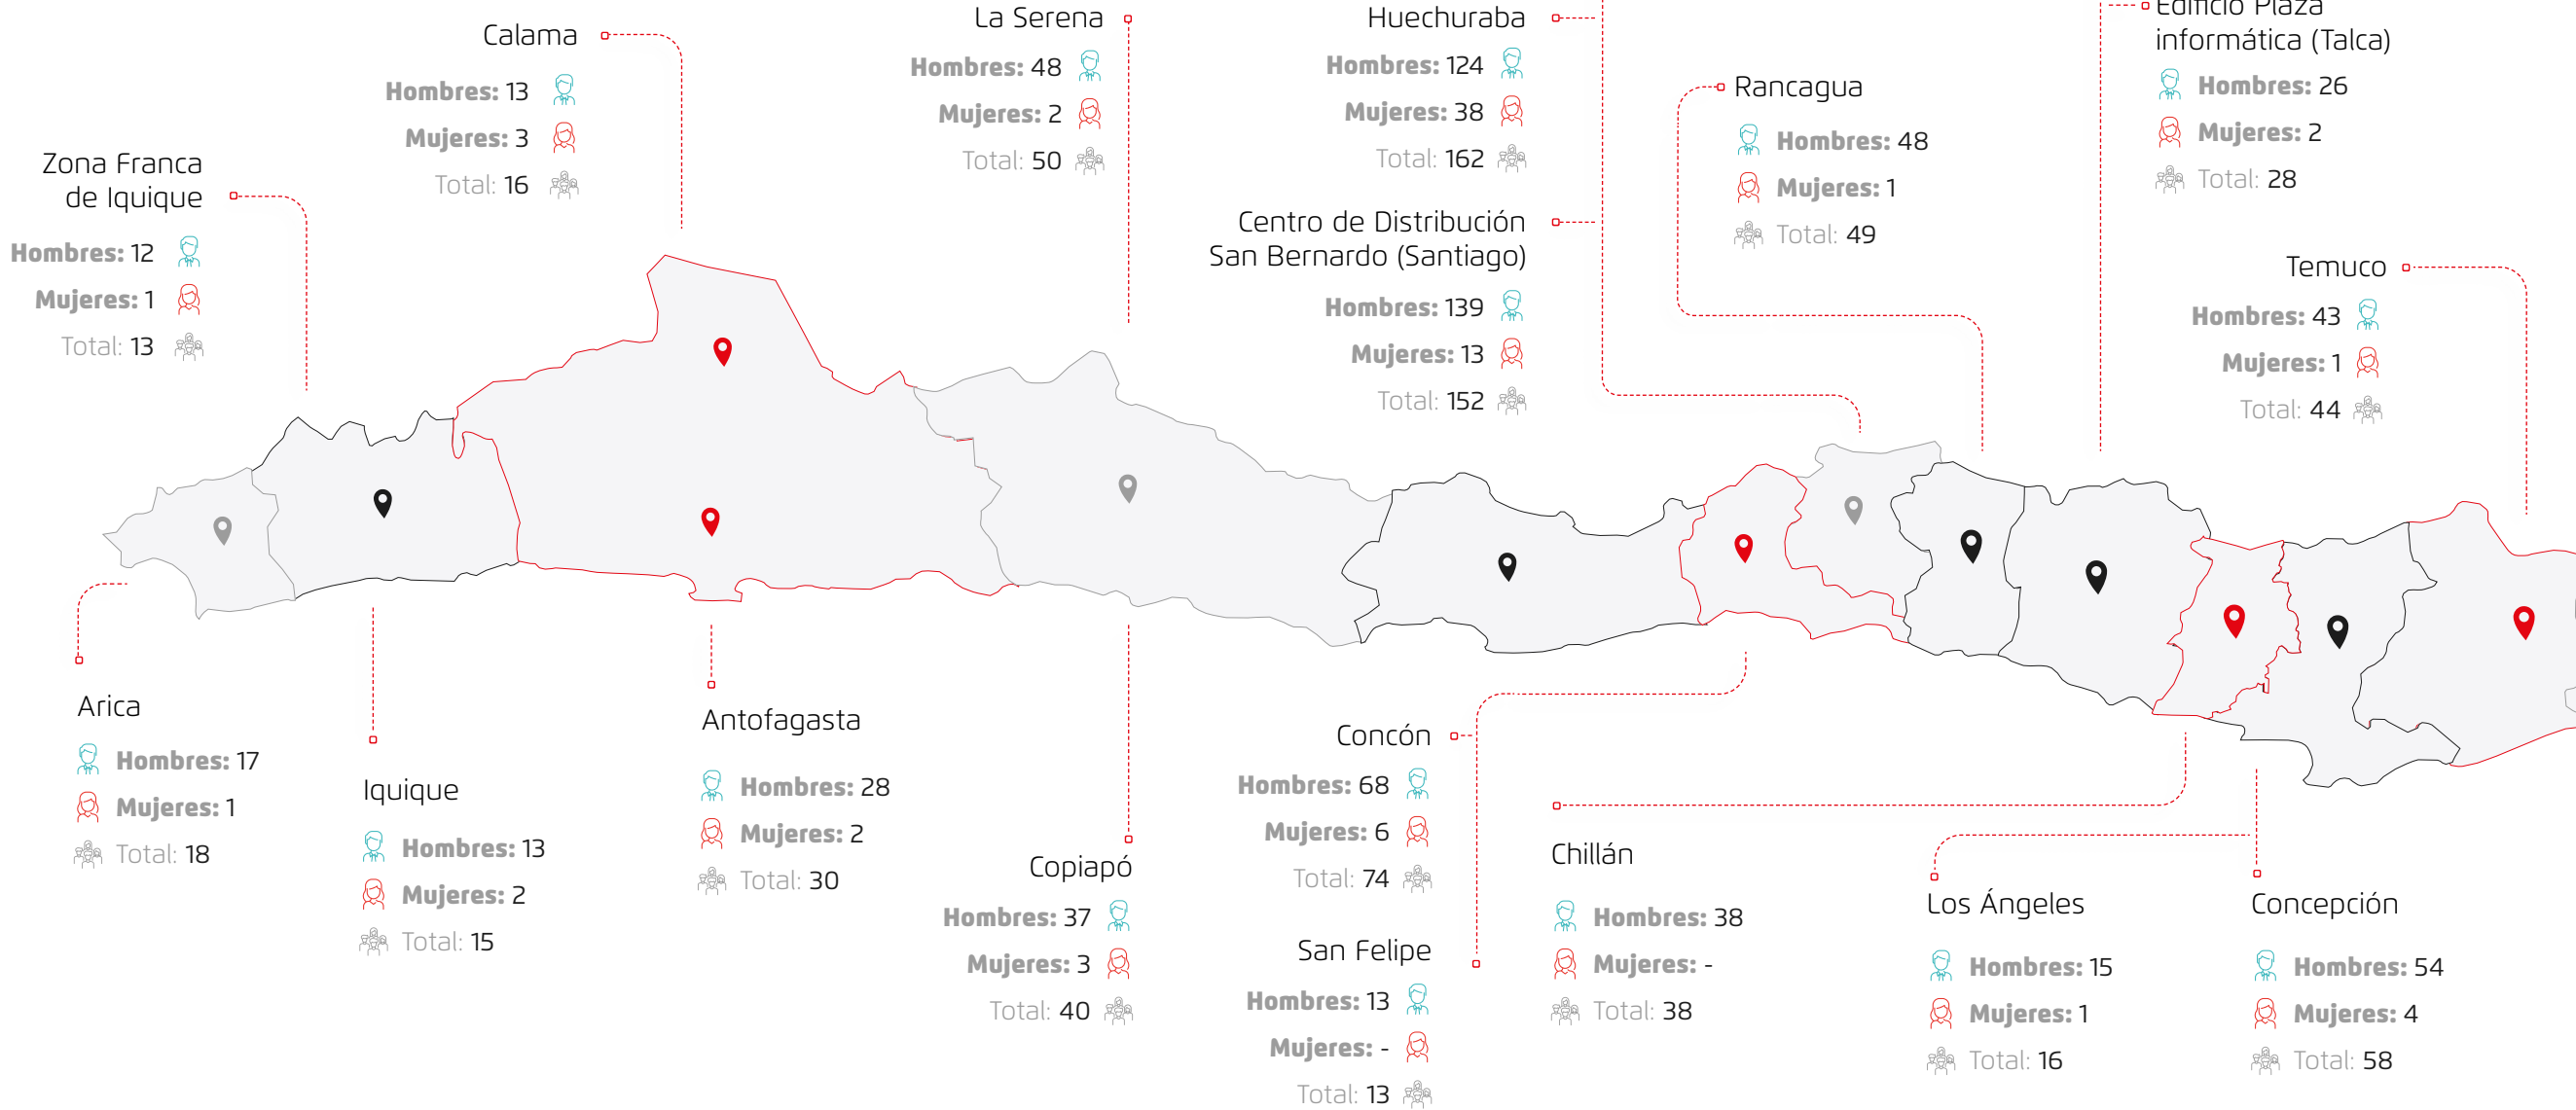 Zona Franca
de Iquique
Hombres: 12
Mujeres: 1
Total: 13
Calama
Hombres: 13
Mujeres: 3
Total: 16
La Serena
Hombres: 48
Mujeres: 2
Total: 50
Huechuraba
Hombres: 124
Mujeres: 38
Total: 162
Centro de Distribución
San Bernardo (Santiago)
Hombres: 139
Mujeres: 13
Total: 152
Rancagua
Hombres: 48
Mujeres: 1
Total: 49
Edificio Plaza
informática (Talca)
Hombres: 26
Mujeres: 2
Total: 28
Temuco
Hombres: 43
Mujeres: 1
Total: 44
Arica
Hombres: 17
Mujeres: 1
Total: 18
Iquique
Hombres: 13
Mujeres: 2
Total: 15
Antofagasta
Hombres: 28
Mujeres: 2
Total: 30
Copiapó
Hombres: 37
Mujeres: 3
Total: 40
Concón
Hombres: 68
Mujeres: 6
Total: 74
San Felipe
Hombres: 13
Mujeres: -
Total: 13
Chillán
Hombres: 38
Mujeres: -
Total: 38
Los Ángeles
Hombres: 15
Mujeres: 1
Total: 16
Concepción
Hombres: 54
Mujeres: 4
Total: 58